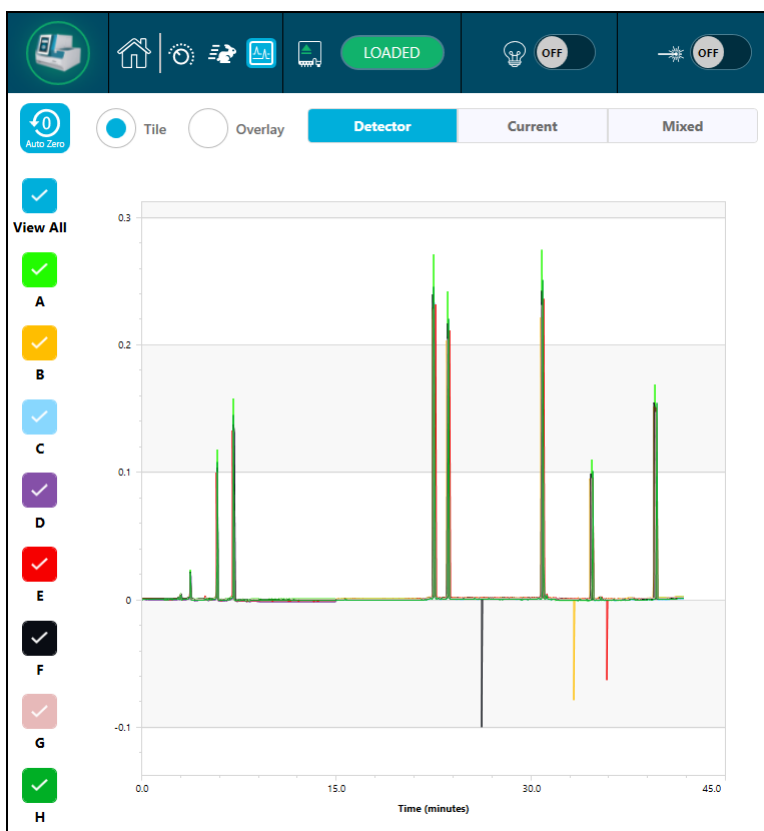 LOADED
OFF
OFF
0
Auto Zero
Tile
Overlay
Detector
Current
Mixed
View All
A
B
C
D
E
F
G
H
0.3
0.2
0.1
0
-0.1
0.0
15.0
30.0
45.0
Time (minutes)